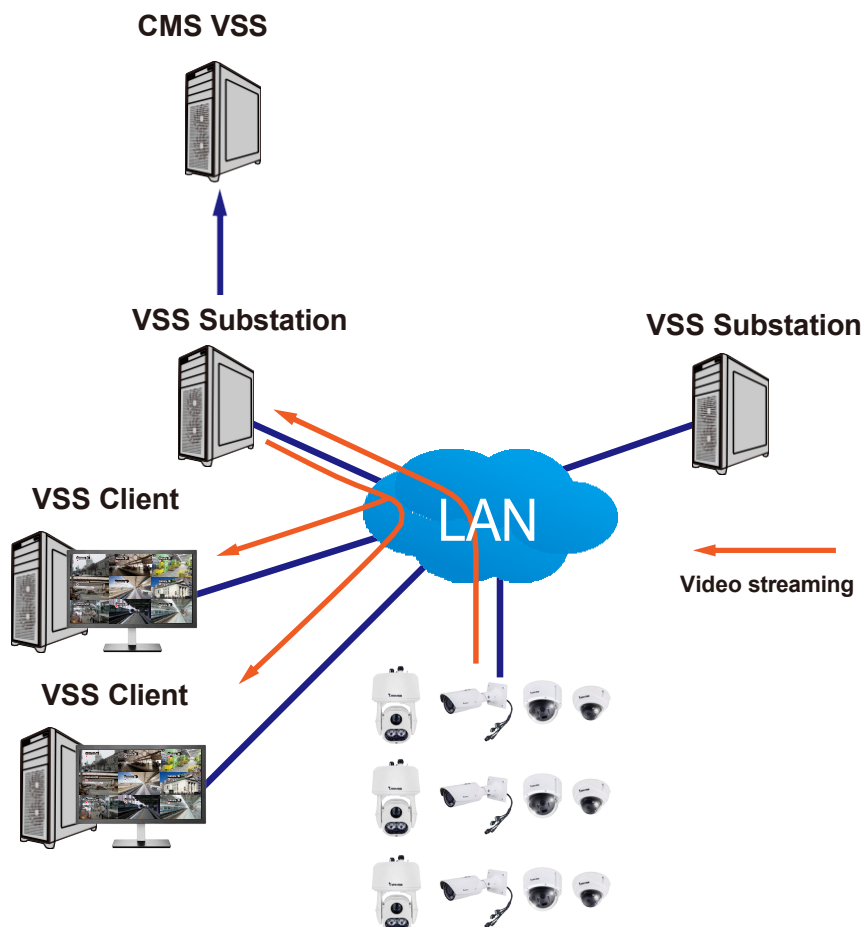 CMS VSS
VSS Substation
VSS Substation
VSS Client
LAN
Video streaming
VSS Client